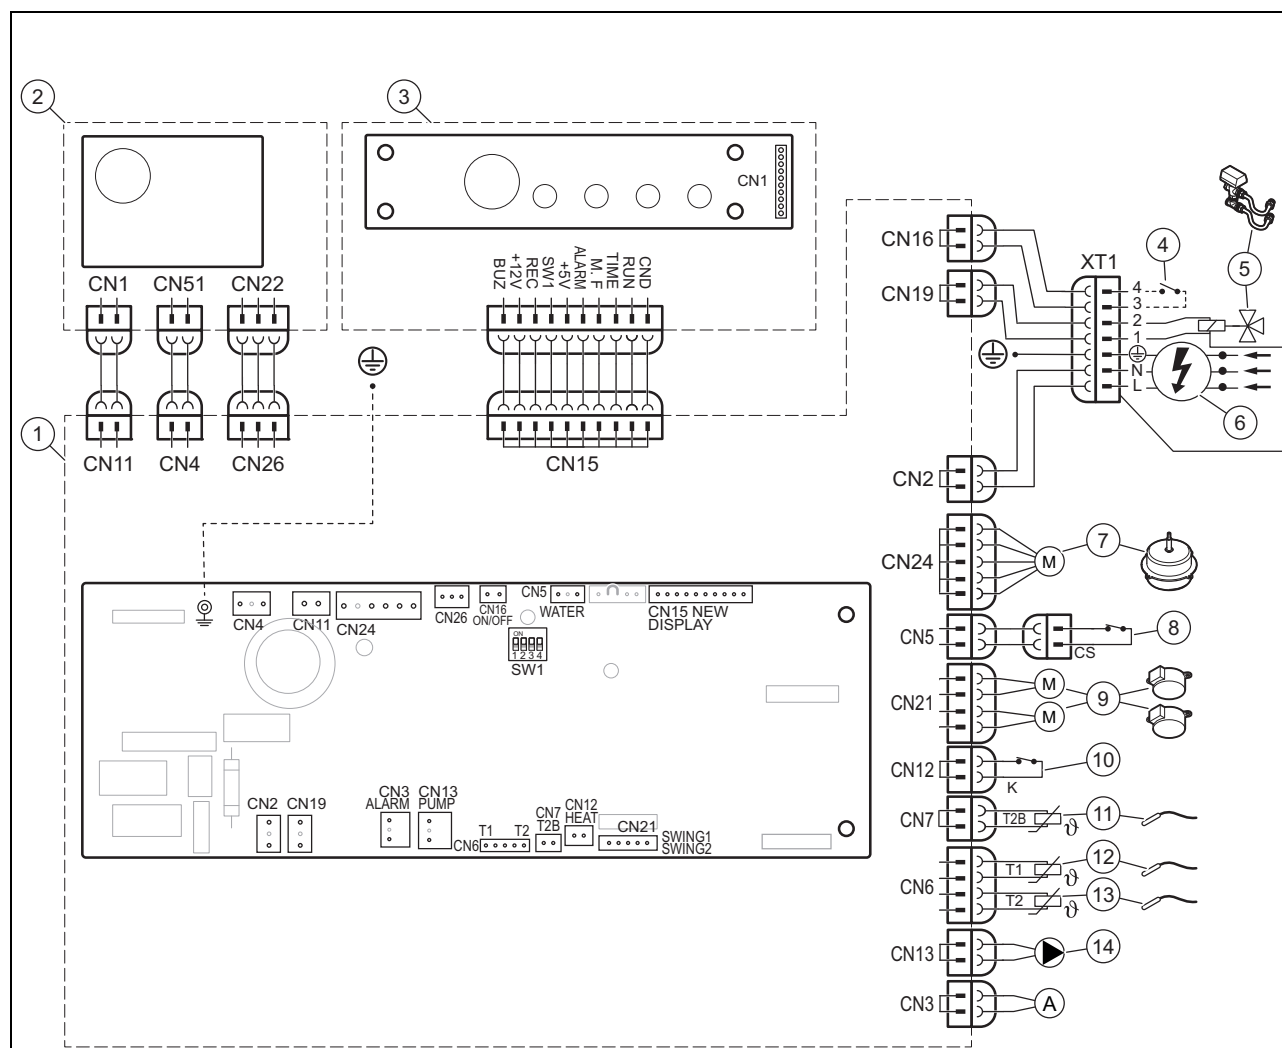 2
3
CN1
CN1 CN51 CN22
BUZ
+12V
REC
SW1
+5V
ALARM
M. F
TIME
RUN
CND
1
CN11 CN4 CN26
CN15
CN16
CN19
XT1
4
3
2
1
N
L
4
5
6
CN2
CN24
M
7
CN5
CS
8
CN21
M
M
9
CN12
K
10
CN7
T2B
ϑ
11
CN6
T1
ϑ
12
T2
ϑ
13
CN13
14
CN3
A
CN4
CN11
CN24
CN26
CN16
ON/OFF
CN5
WATER
CN15 NEW
DISPLAY
ON
1 2 3 4
SW1
CN2
CN19
CN3
ALARM
CN13
PUMP
CN6
T1 T2
CN7
T2B
CN12
HEAT
CN21
SWING1
SWING2